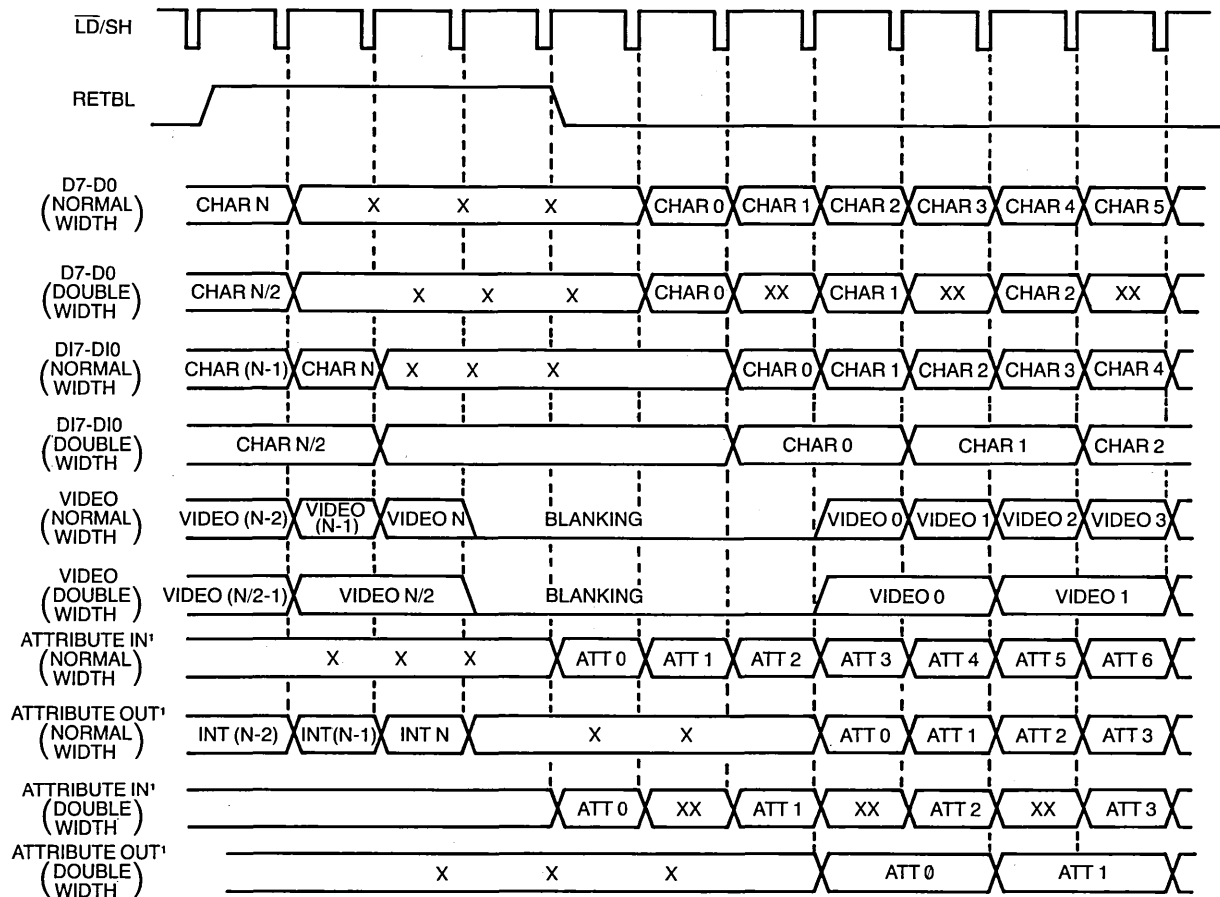 LD/SH
RETBL
D7-D0
(NORMAL)
WIDTH
CHAR N X X X CHAR 0 CHAR 1 CHAR 2 CHAR 3 CHAR 4 CHAR 5
D7-D0
(DOUBLE)
WIDTH
CHAR N/2 X X X CHAR 0 XX CHAR 1 XX CHAR 2 XX
DI7-DI0
(NORMAL)
WIDTH
CHAR (N-1) CHAR N X X X CHAR 0 CHAR 1 CHAR 2 CHAR 3 CHAR 4
DI7-DI0
(DOUBLE)
WIDTH
CHAR N/2 CHAR 0 CHAR 1 CHAR 2
VIDEO
(NORMAL)
WIDTH
VIDEO (N-2) VIDEO (N-1) VIDEO N BLANKING VIDEO 0 VIDEO 1 VIDEO 2 VIDEO 3
VIDEO
(DOUBLE)
WIDTH
VIDEO (N/2-1) VIDEO N/2 BLANKING VIDEO 0 VIDEO 1
ATTRIBUTE IN¹
(NORMAL)
WIDTH
X X X ATT 0 ATT 1 ATT 2 ATT 3 ATT 4 ATT 5 ATT 6
ATTRIBUTE OUT¹
(NORMAL)
WIDTH
INT (N-2) INT(N-1) INT N X X ATT 0 ATT 1 ATT 2 ATT 3
ATTRIBUTE IN¹
(DOUBLE)
WIDTH
ATT 0 XX ATT 1 XX ATT 2 XX ATT 3
ATTRIBUTE OUT¹
(DOUBLE)
WIDTH
X X X ATT 0 ATT 1